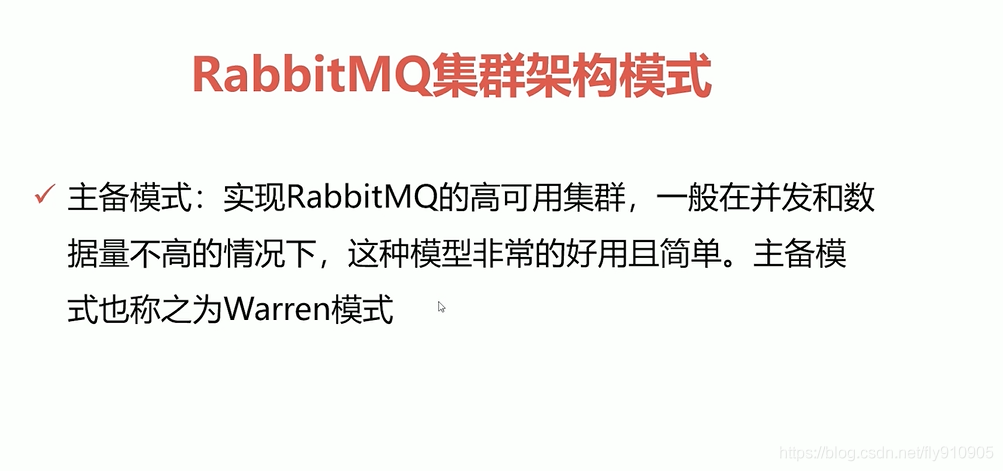 RabbitMQ集群架构模式
✓ 主备模式：实现RabbitMQ的高可用集群，一般在并发和数
据量不高的情况下，这种模型非常的好用且简单。主备模
式也称之为Warren模式
https://blog.csdn.net/fly910905